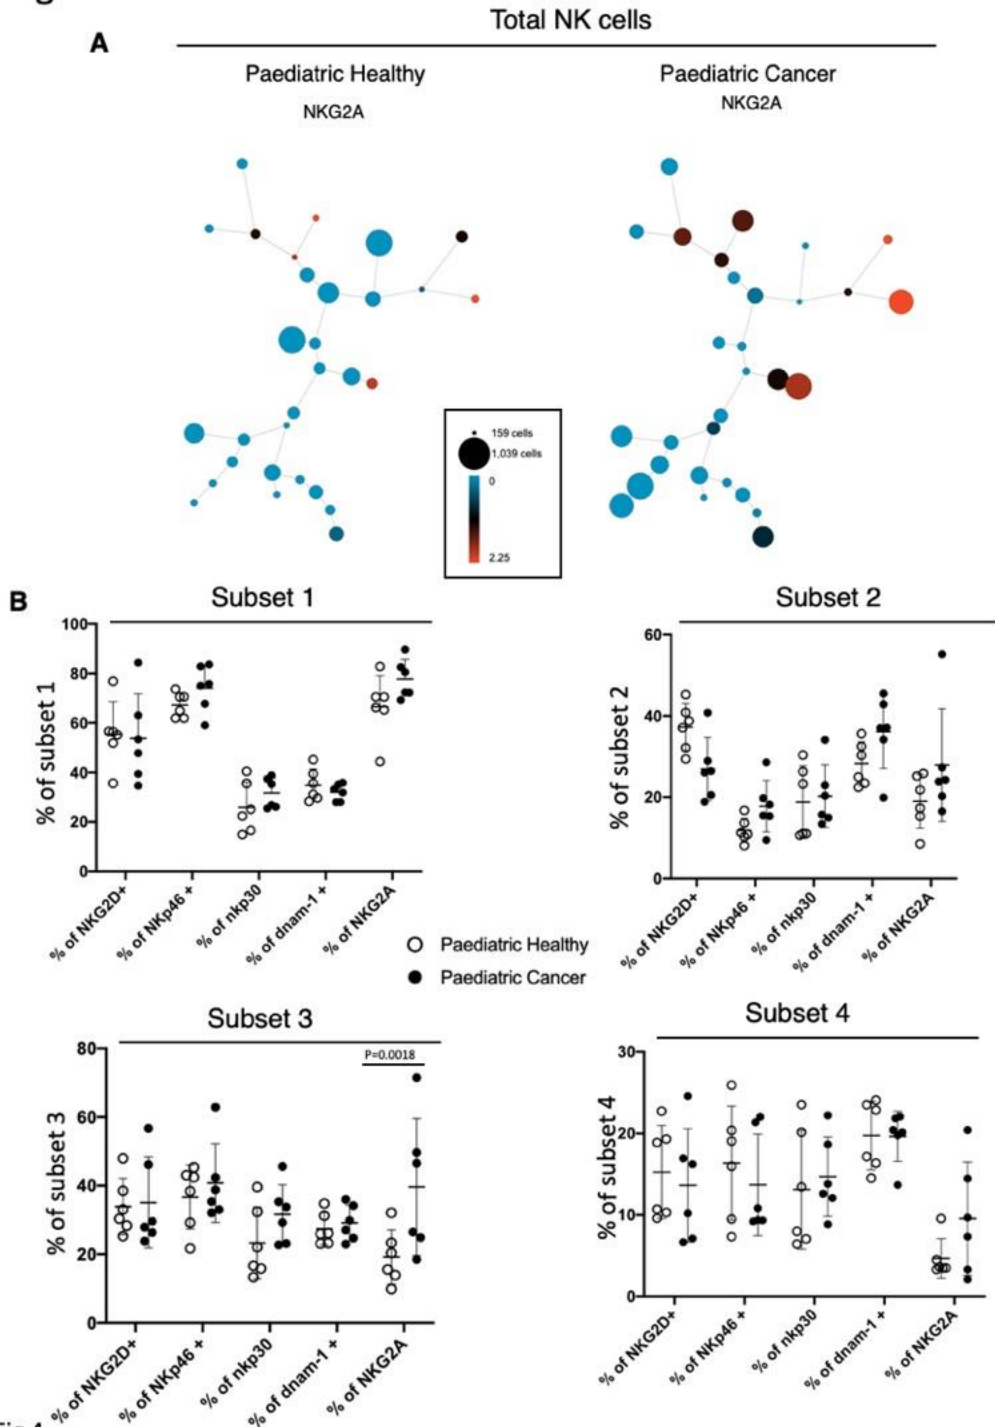 Total NK cells
A
Paediatric Healthy
Paediatric Cancer
NKG2A
NKG2A
159 cells
1,039 cells
0
2.25
B
Subset 1
Subset 2
% of subset 1
100
80
60
40
20
0
% of NKG2D+
% of NKp46 +
% of nkp30
% of dnam-1 +
% of NKG2A
% of subset 2
60
40
20
0
% of NKG2D+
% of NKp46 +
% of nkp30
% of dnam-1 +
% of NKG2A
Paediatric Healthy
Paediatric Cancer
Subset 3
Subset 4
% of subset 3
80
60
40
20
0
P=0.0018
% of NKG2D+
% of NKp46 +
% of nkp30
% of dnam-1 +
% of NKG2A
% of subset 4
30
20
10
0
% of NKG2D+
% of NKp46 +
% of nkp30
% of dnam-1 +
% of NKG2A